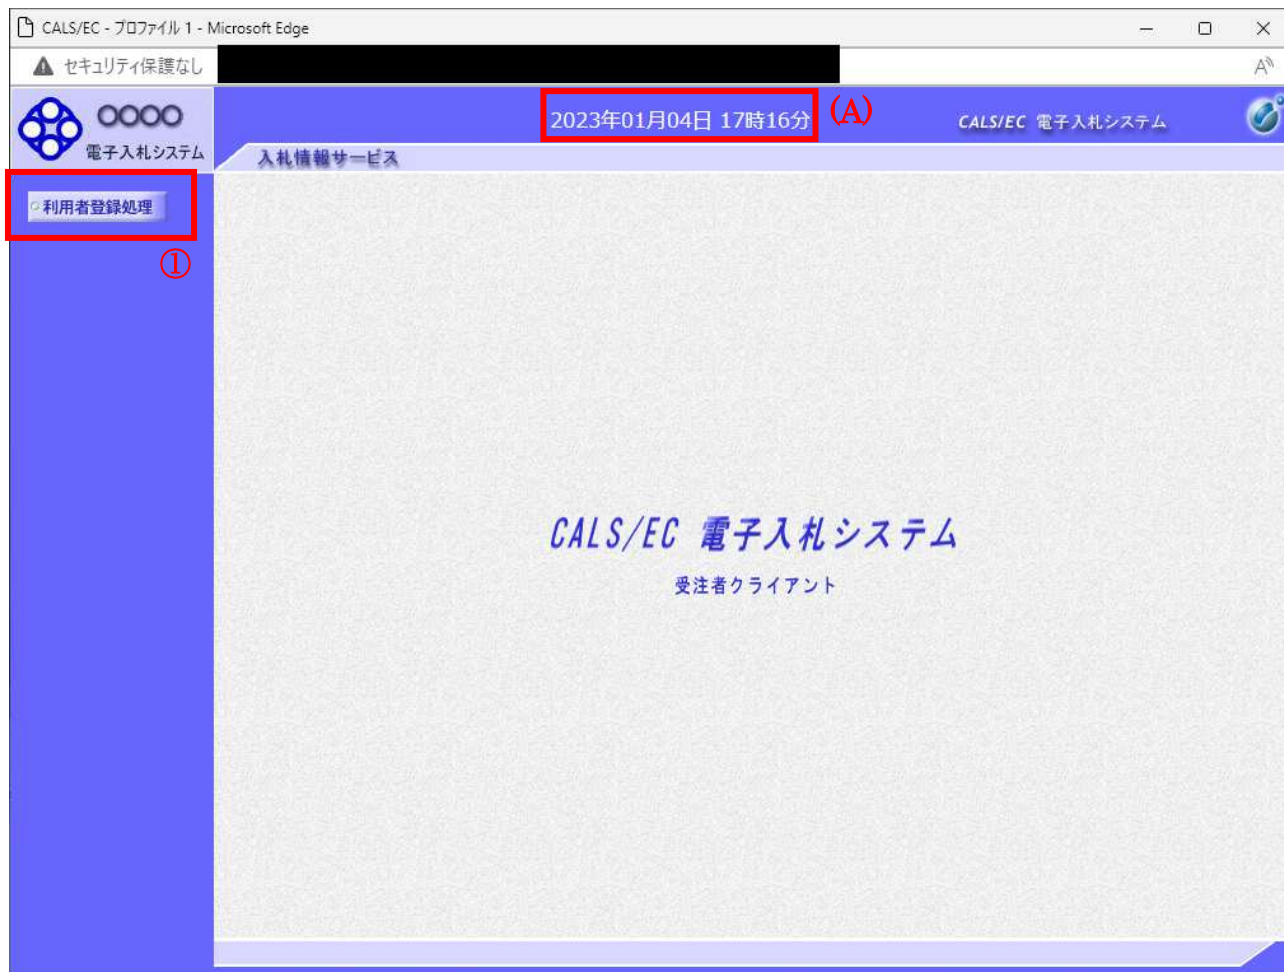 CALS/EC - プロファイル 1 - Microsoft Edge
セキュリティ保護なし
A
〇〇〇〇
電子入札システム
2023年01月04日 17時16分
(A)
CALS/EC 電子入札システム
入札情報サービス
利用者登録処理
①
CALS/EC 電子入札システム
受注者クライアント